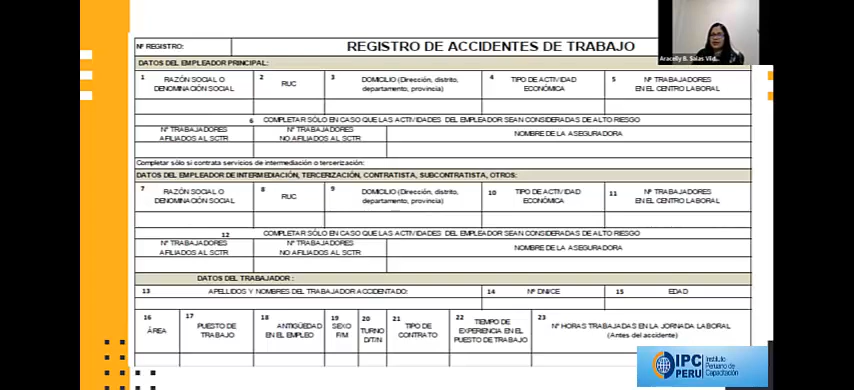 Aracelly B. Salas Vild...
Nº REGISTRO:
REGISTRO DE ACCIDENTES DE TRABAJO
DATOS DEL EMPLEADOR PRINCIPAL:
1 RAZÓN SOCIAL O DENOMINACIÓN SOCIAL
2 RUC
3 DOMICILIO (Dirección, distrito, departamento, provincia)
4 TIPO DE ACTIVIDAD ECONÓMICA
5 Nº TRABAJADORES EN EL CENTRO LABORAL
6 COMPLETAR SÓLO EN CASO QUE LAS ACTIVIDADES DEL EMPLEADOR SEAN CONSIDERADAS DE ALTO RIESGO
Nº TRABAJADORES AFILIADOS AL SCTR
Nº TRABAJADORES NO AFILIADOS AL SCTR
NOMBRE DE LA ASEGURADORA
Completar sólo si contrata servicios de intermediación o tercerización:
DATOS DEL EMPLEADOR DE INTERMEDIACIÓN, TERCERIZACIÓN, CONTRATISTA, SUBCONTRATISTA, OTROS:
7 RAZÓN SOCIAL O DENOMINACIÓN SOCIAL
8 RUC
9 DOMICILIO (Dirección, distrito, departamento, provincia)
10 TIPO DE ACTIVIDAD ECONÓMICA
11 Nº TRABAJADORES EN EL CENTRO LABORAL
12 COMPLETAR SÓLO EN CASO QUE LAS ACTIVIDADES DEL EMPLEADOR SEAN CONSIDERADAS DE ALTO RIESGO
Nº TRABAJADORES AFILIADOS AL SCTR
Nº TRABAJADORES NO AFILIADOS AL SCTR
NOMBRE DE LA ASEGURADORA
DATOS DEL TRABAJADOR :
13 APELLIDOS Y NOMBRES DEL TRABAJADOR ACCIDENTADO:
14 Nº DNI/CE
15 EDAD
16 ÁREA
17 PUESTO DE TRABAJO
18 ANTIGÜEDAD EN EL EMPLEO
19 SEXO F/M
20 TURNO D/T/N
21 TIPO DE CONTRATO
22 TIEMPO DE EXPERIENCIA EN EL PUESTO DE TRABAJO
23 Nº HORAS TRABAJADAS EN LA JORNADA LABORAL (Antes del accidente)
IPC PERÚ
Instituto
Peruano de
Capacitación